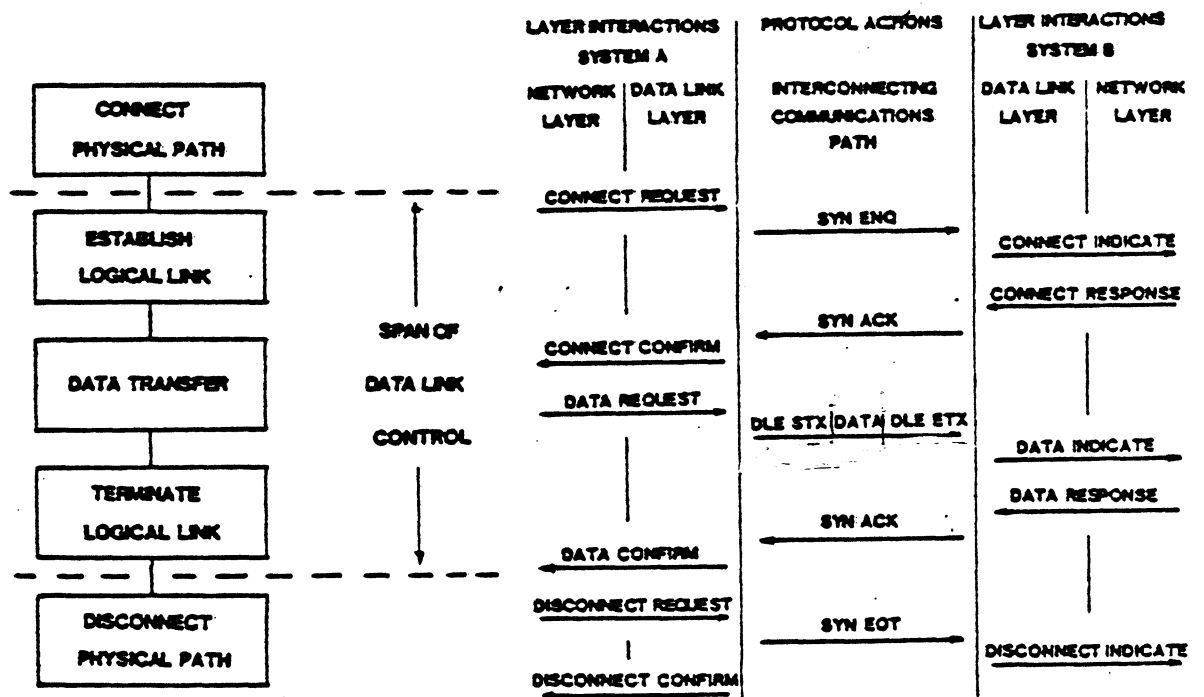 CONNECT
PHYSICAL PATH
ESTABLISH
LOGICAL LINK
DATA TRANSFER
TERMINATE
LOGICAL LINK
DISCONNECT
PHYSICAL PATH
SPAN OF
DATA LINK
CONTROL
LAYER INTERACTIONS
SYSTEM A
NETWORK
LAYER
DATA LINK
LAYER
PROTOCOL ACTIONS
INTERCONNECTING
COMMUNICATIONS
PATH
LAYER INTERACTIONS
SYSTEM B
DATA LINK
LAYER
NETWORK
LAYER
CONNECT REQUEST
SYN ENQ
CONNECT INDICATE
CONNECT RESPONSE
SYN ACK
CONNECT CONFIRM
DATA REQUEST
DLE STX DATA DLE ETX
DATA INDICATE
DATA RESPONSE
SYN ACK
DATA CONFIRM
DISCONNECT REQUEST
SYN EOT
DISCONNECT INDICATE
DISCONNECT CONFIRM